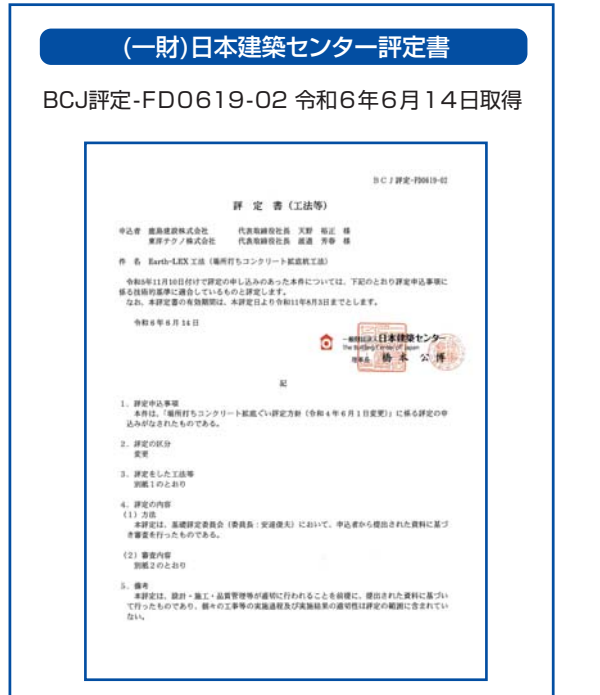 (一財)日本建築センター評定書
BCJ評定-FD0619-02 令和6年6月14日取得
BCJ評定-FD0619-02
評 定 書（工法等）
申込者 鹿島建設株式会社 代表取締役社長 天野 裕正 様
東洋テクノ株式会社 代表取締役社長 渡邉 芳春 様
件 名 Earth-LEX工法（場所打ちコンクリート拡底杭工法）
令和5年11月10日付けで評定の申し込みのあった本件については、下記のとおり評定申込事項に
係る技術的基準に適合しているものと評定します。
なお、本評定書の有効期間は、本評定日より令和11年8月3日までとします。
令和6年6月14日
一般財団法人日本建築センター
The Building Center of Japan
理事長 橋本 公博
記
1．評定申込事項
本件は、「場所打ちコンクリート拡底ぐい評定方針（令和4年6月1日変更）」に係る評定の申
込みがなされたものである。
2．評定の区分
変更
3．評定をした工法等
別紙1のとおり
4．評定の内容
(1) 方法
本評定は、基礎評定委員会（委員長：安達俊夫）において、申込者から提出された資料に基づ
き審査を行ったものである。
(2) 審査内容
別紙2のとおり
5．備考
本評定は、設計・施工・品質管理等が適切に行われることを前提に、提出された資料に基づい
て行ったものであり、個々の工事等の実施過程及び実施結果の適切性は評定の範囲に含まれてい
ない。